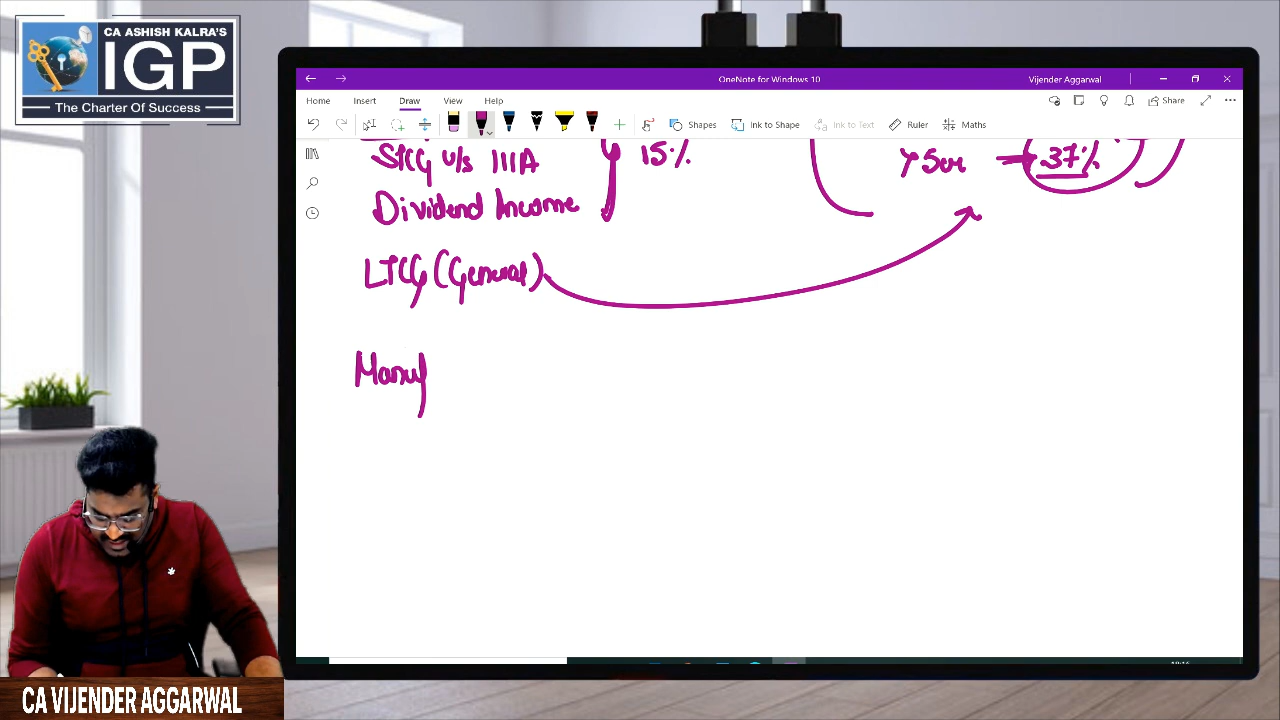 CA ASHISH KALRA'S
IGP
The Charter Of Success
OneNote for Windows 10
Vijender Aggarwal
Home Insert Draw View Help
Share
Shapes Ink to Shape Ink to Text Ruler Maths
STCG u/s 111A 15%
750cr 37%
Dividend Income
LTCG (General)
Manuf
CA VIJENDER AGGARWAL